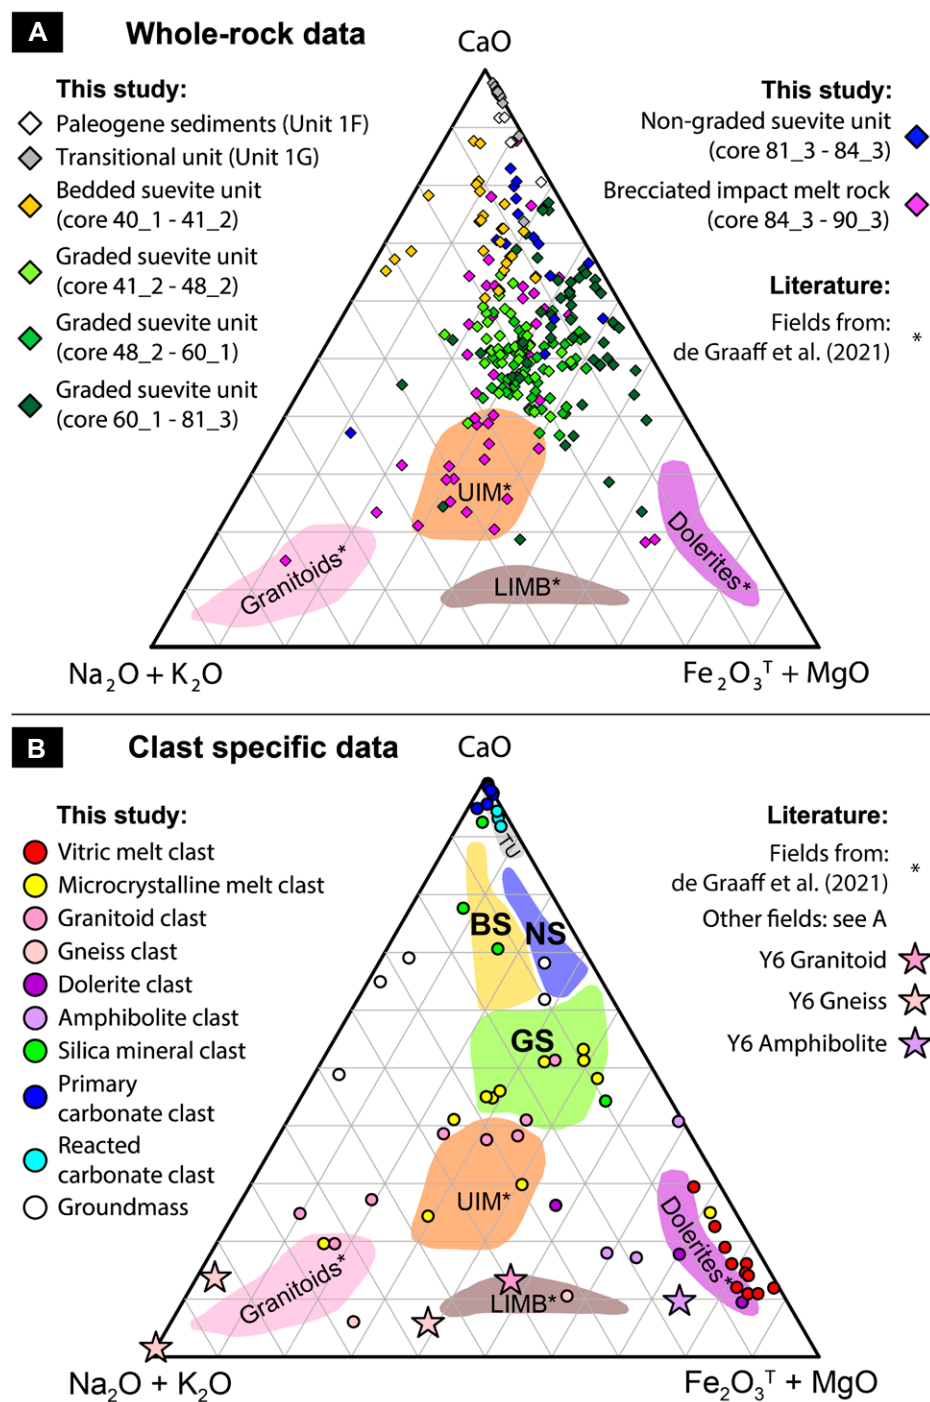 A
Whole-rock data
CaO
This study:
Paleogene sediments (Unit 1F)
Transitional unit (Unit 1G)
Bedded suevite unit
(core 40_1 - 41_2)
Graded suevite unit
(core 41_2 - 48_2)
Graded suevite unit
(core 48_2 - 60_1)
Graded suevite unit
(core 60_1 - 81_3)
This study:
Non-graded suevite unit
(core 81_3 - 84_3)
Brecciated impact melt rock
(core 84_3 - 90_3)
Literature:
Fields from:
de Graaff et al. (2021)
*
UIM*
Dolerites*
Granitoids*
LIMB*
Na₂O + K₂O
Fe₂O₃ᵀ + MgO
B
Clast specific data
CaO
This study:
Vitric melt clast
Microcrystalline melt clast
Granitoid clast
Gneiss clast
Dolerite clast
Amphibolite clast
Silica mineral clast
Primary
carbonate clast
Reacted
carbonate clast
Groundmass
Literature:
Fields from:
de Graaff et al. (2021)
*
Other fields: see A
Y6 Granitoid
Y6 Gneiss
Y6 Amphibolite
TU
BS
NS
GS
UIM*
Dolerites*
Granitoids*
LIMB*
Na₂O + K₂O
Fe₂O₃ᵀ + MgO